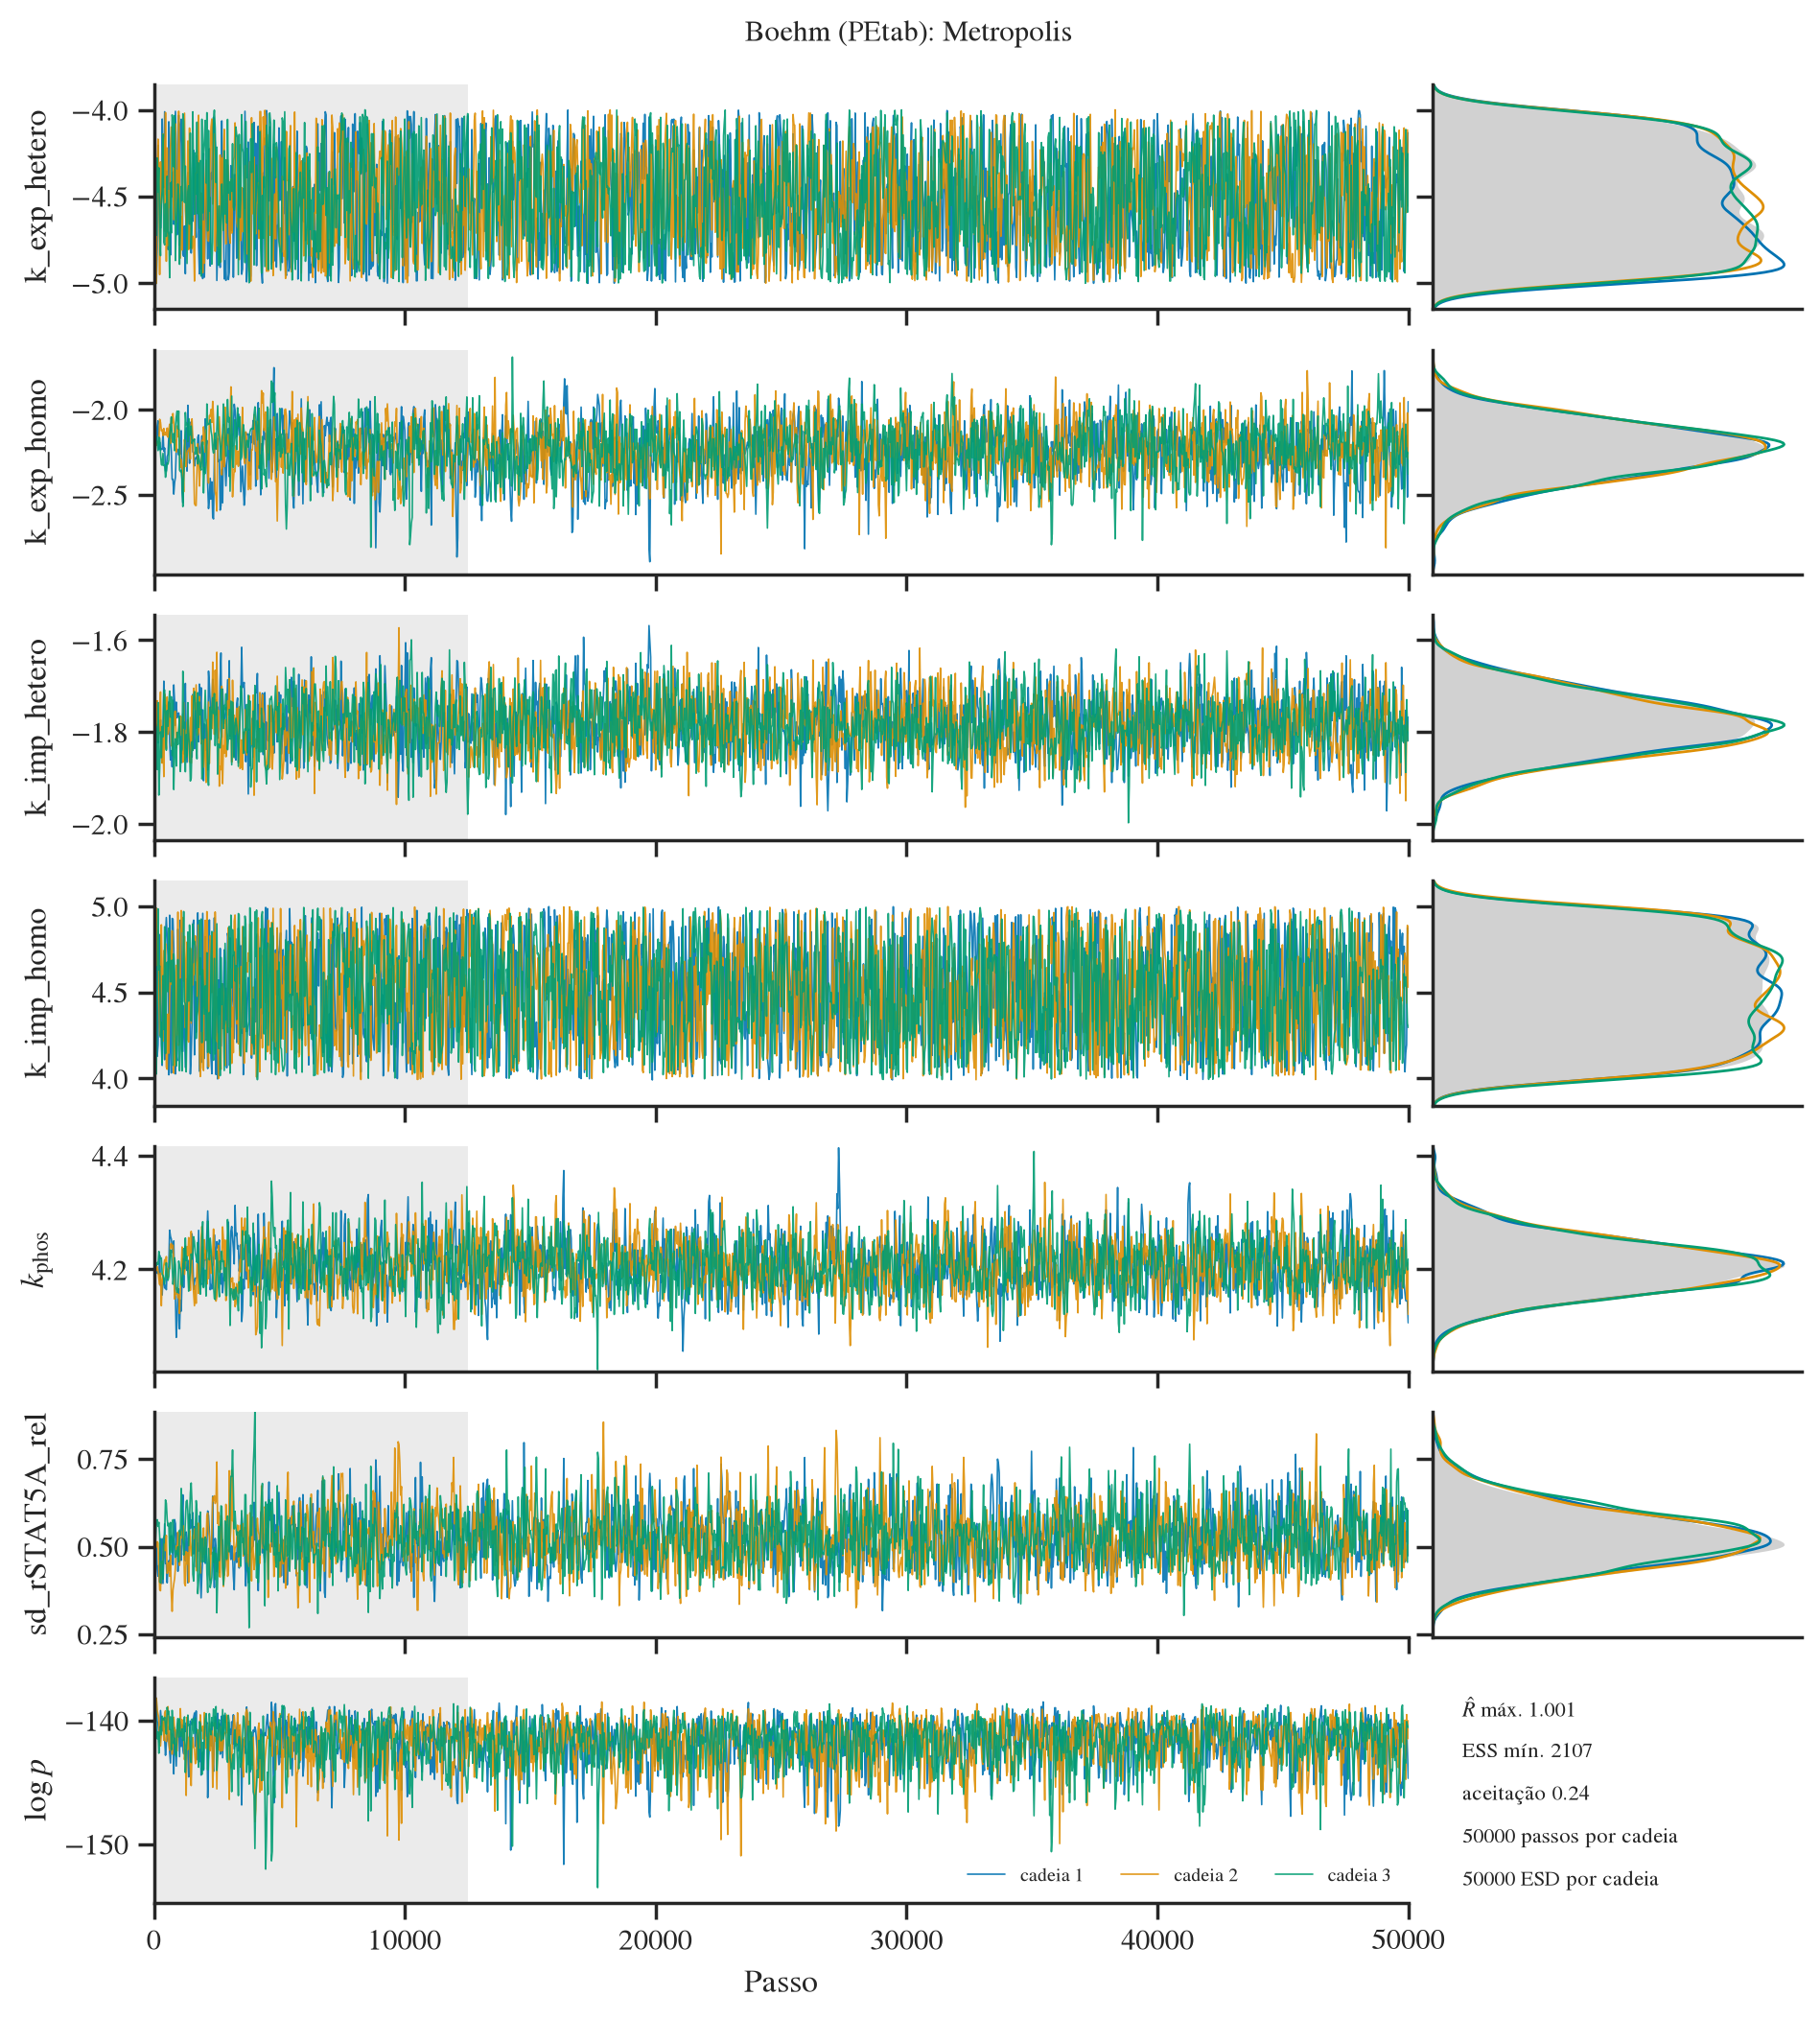 Boehm (PEtab): Metropolis
k_exp_hetero
−4.0
−4.5
−5.0
k_exp_homo
−2.0
−2.5
k_imp_hetero
−1.6
−1.8
−2.0
k_imp_homo
5.0
4.5
4.0
k_phos
4.4
4.2
sd_rSTAT5A_rel
0.75
0.50
0.25
log p
−140
−150
cadeia 1 cadeia 2 cadeia 3
R̂ máx. 1.001
ESS mín. 2107
aceitação 0.24
50000 passos por cadeia
50000 ESD por cadeia
0 10000 20000 30000 40000 50000
Passo